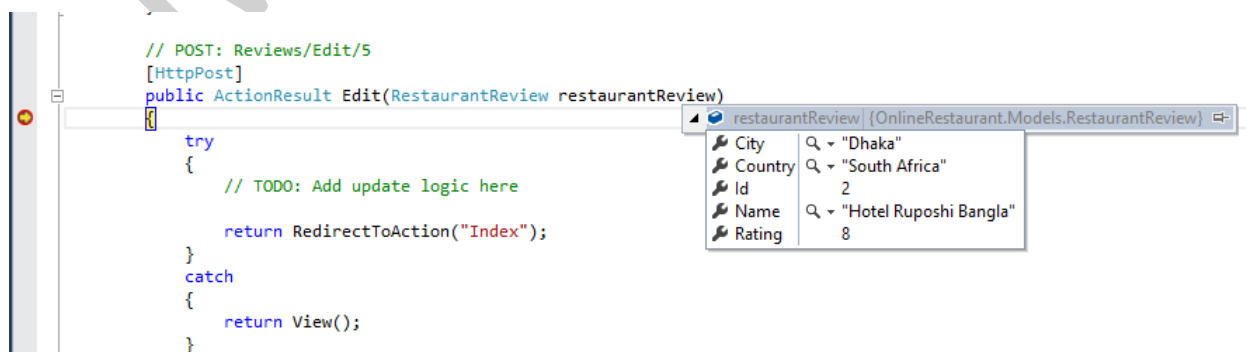 }
// POST: Reviews/Edit/5
[HttpPost]
public ActionResult Edit(RestaurantReview restaurantReview)
{
restaurantReview {OnlineRestaurant.Models.RestaurantReview}
City "Dhaka"
Country "South Africa"
Id 2
Name "Hotel Ruposhi Bangla"
Rating 8
try
{
// TODO: Add update logic here
return RedirectToAction("Index");
}
catch
{
return View();
}